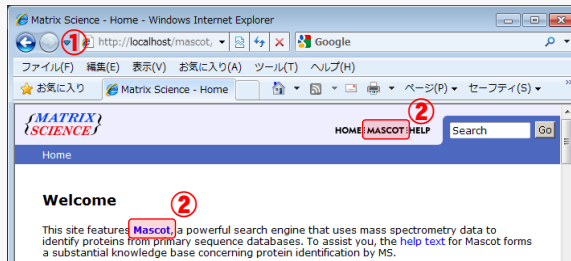 Matrix Science - Home - Windows Internet Explorer
① http://localhost/mascot, Google
ファイル(F) 編集(E) 表示(V) お気に入り(A) ツール(T) ヘルプ(H)
お気に入り Matrix Science - Home ページ(P) セーフティ(S) »
②
{MATRIX}
{SCIENCE}
HOME MASCOT HELP Search Go
Home
Welcome
②
This site features Mascot, a powerful search engine that uses mass spectrometry data to
identify proteins from primary sequence databases. To assist you, the help text for Mascot forms
a substantial knowledge base concerning protein identification by MS.